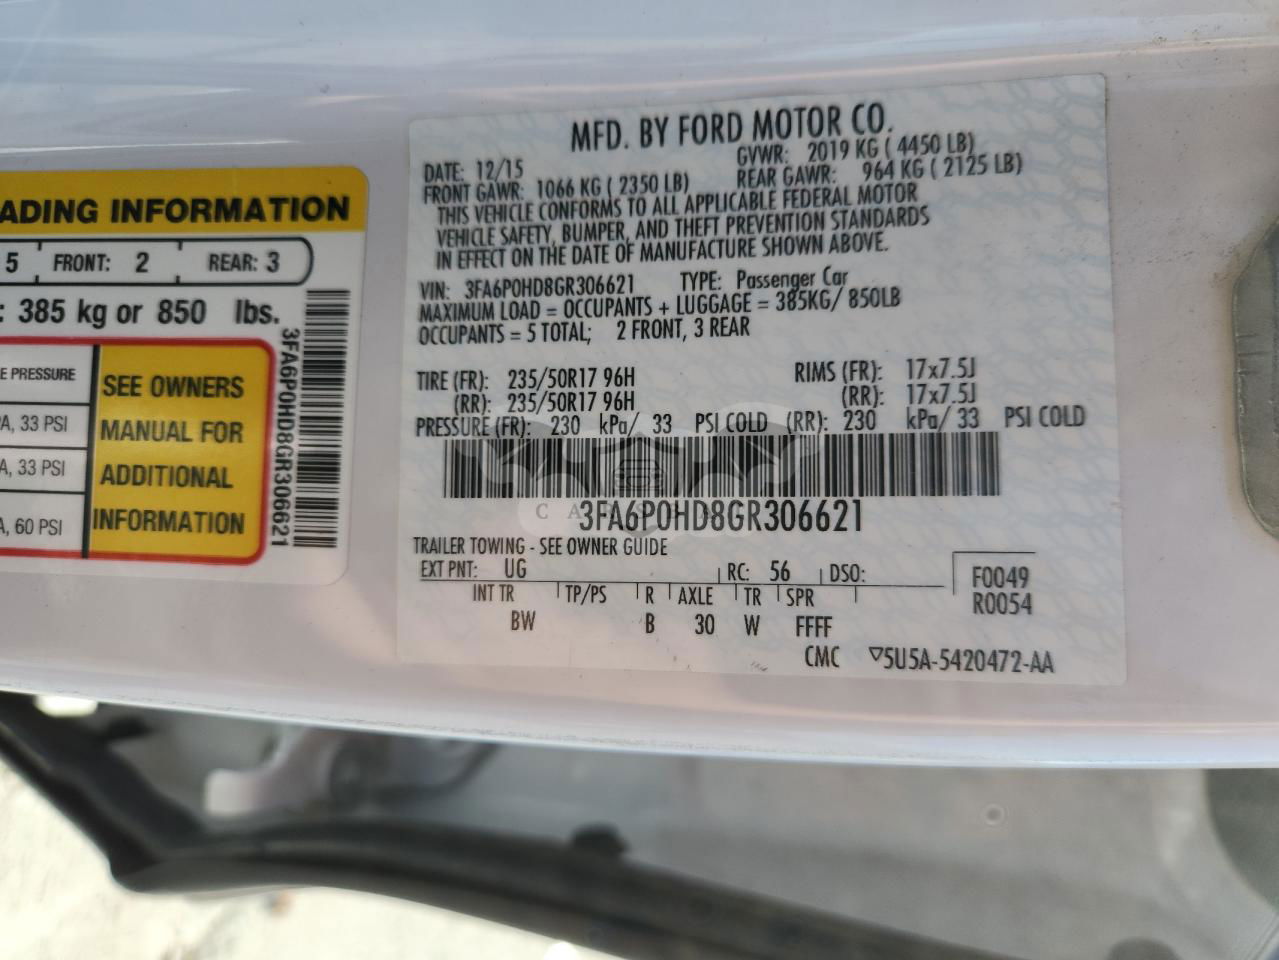 ADING INFORMATION
5 FRONT: 2 REAR: 3
: 385 kg or 850 lbs.
E PRESSURE
A, 33 PSI
A, 33 PSI
A, 60 PSI
SEE OWNERS
MANUAL FOR
ADDITIONAL
INFORMATION
3FA6P0HD8GR306621
MFD. BY FORD MOTOR CO.
DATE: 12/15 GVWR: 2019 KG ( 4450 LB)
FRONT GAWR: 1066 KG ( 2350 LB) REAR GAWR: 964 KG ( 2125 LB)
THIS VEHICLE CONFORMS TO ALL APPLICABLE FEDERAL MOTOR
VEHICLE SAFETY, BUMPER, AND THEFT PREVENTION STANDARDS
IN EFFECT ON THE DATE OF MANUFACTURE SHOWN ABOVE.
VIN: 3FA6P0HD8GR306621 TYPE: Passenger Car
MAXIMUM LOAD = OCCUPANTS + LUGGAGE = 385KG/ 850LB
OCCUPANTS = 5 TOTAL; 2 FRONT, 3 REAR
TIRE (FR): 235/50R17 96H RIMS (FR): 17x7.5J
(RR): 235/50R17 96H (RR): 17x7.5J
PRESSURE (FR): 230 kPa/ 33 PSI COLD (RR): 230 kPa/ 33 PSI COLD
3FA6P0HD8GR306621
TRAILER TOWING - SEE OWNER GUIDE
EXT PNT: UG RC: 56 DSO:
F0049
R0054
INT TR TP/PS R AXLE TR SPR
BW B 30 W FFFF
CMC ▽5U5A-5420472-AA